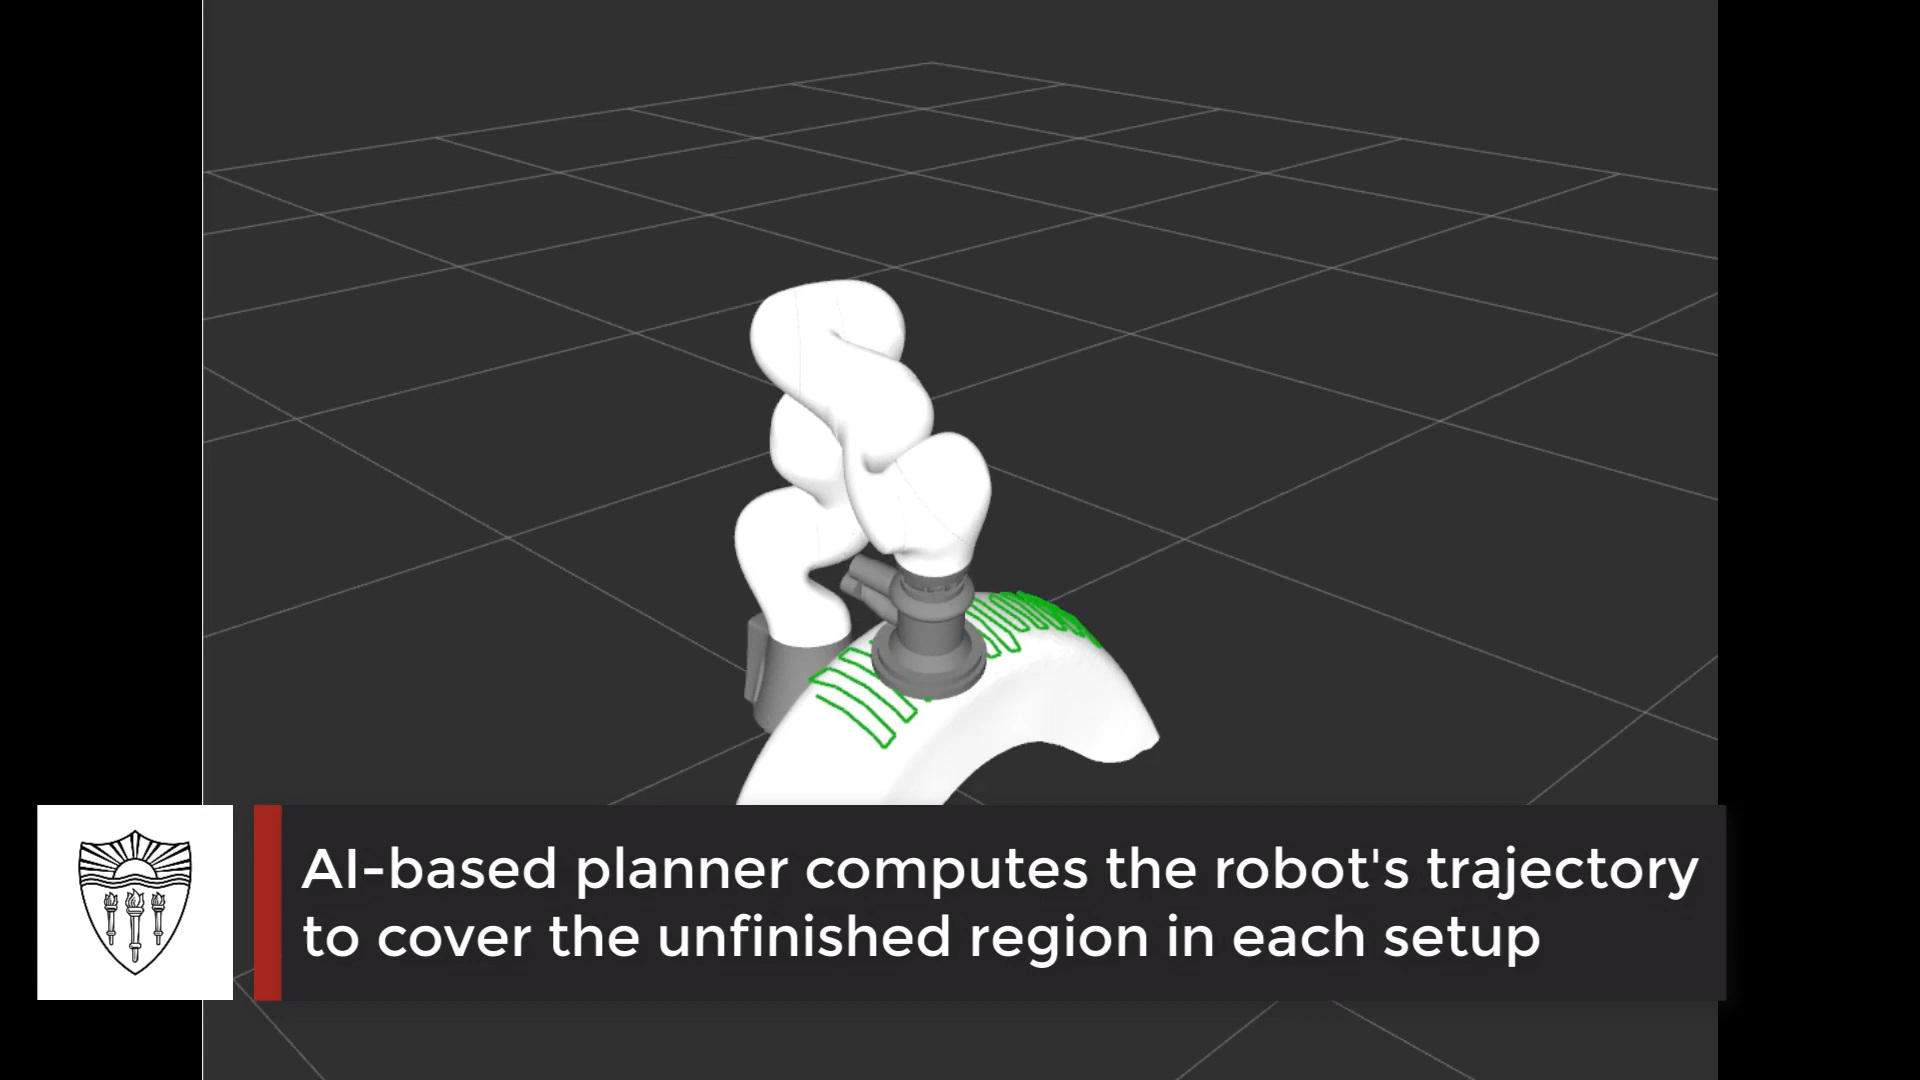 AI-based planner computes the robot's trajectory
to cover the unfinished region in each setup